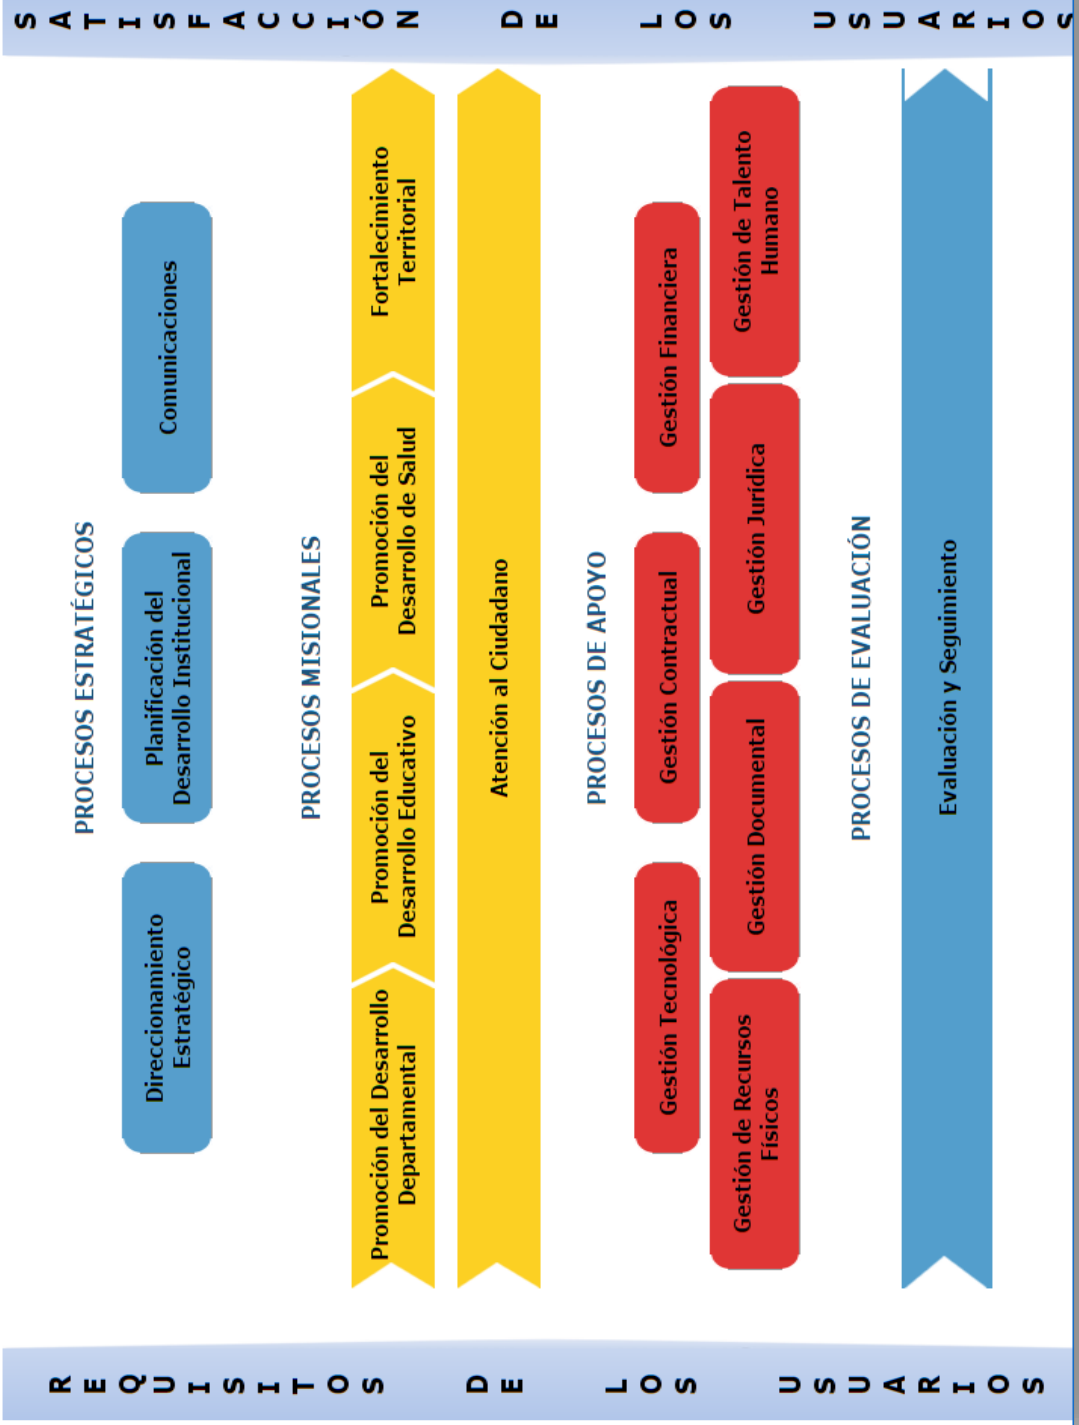 REQUISITOS DE LOS USUARIOS
PROCESOS ESTRATÉGICOS
Direccionamiento
Estratégico
Planificación del
Desarrollo Institucional
Comunicaciones
PROCESOS MISIONALES
Promoción del Desarrollo
Departamental
Promoción del
Desarrollo Educativo
Promoción del
Desarrollo de Salud
Fortalecimiento
Territorial
Atención al Ciudadano
PROCESOS DE APOYO
Gestión Tecnológica
Gestión Contractual
Gestión Financiera
Gestión de Recursos
Físicos
Gestión Documental
Gestión Jurídica
Gestión de Talento
Humano
PROCESOS DE EVALUACIÓN
Evaluación y Seguimiento
SATISFACCIÓN DE LOS USUARIOS